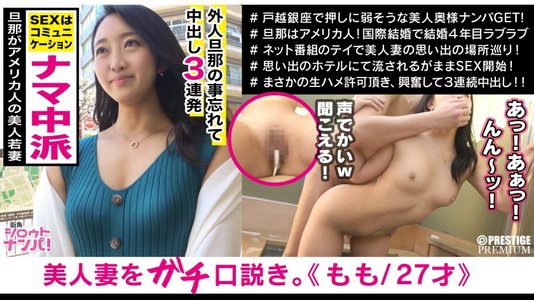 SEXは
コミュニ
ケーション
ナマ中派
旦那がアメリカ人の美人若妻
外人旦那の事忘れて
中出し3連発
# 戸越銀座で押しに弱そうな美人奥様ナンパGET!
# 旦那はアメリカ人!国際結婚で結婚4年目ラブラブ
# ネット番組のテイで美人妻の思い出の場所巡り!
# 思い出のホテルにて流されるがままSEX開始!
# まさかの生ハメ許可頂き、興奮して3連続中出し!!
声でかいw
聞こえる!
あっ!あぁっ!
んん〜ッ!
街角
シロウト
ナンパ!
PRESTIGE
PREMIUM
美人妻をガチ口説き。《もも/27才》